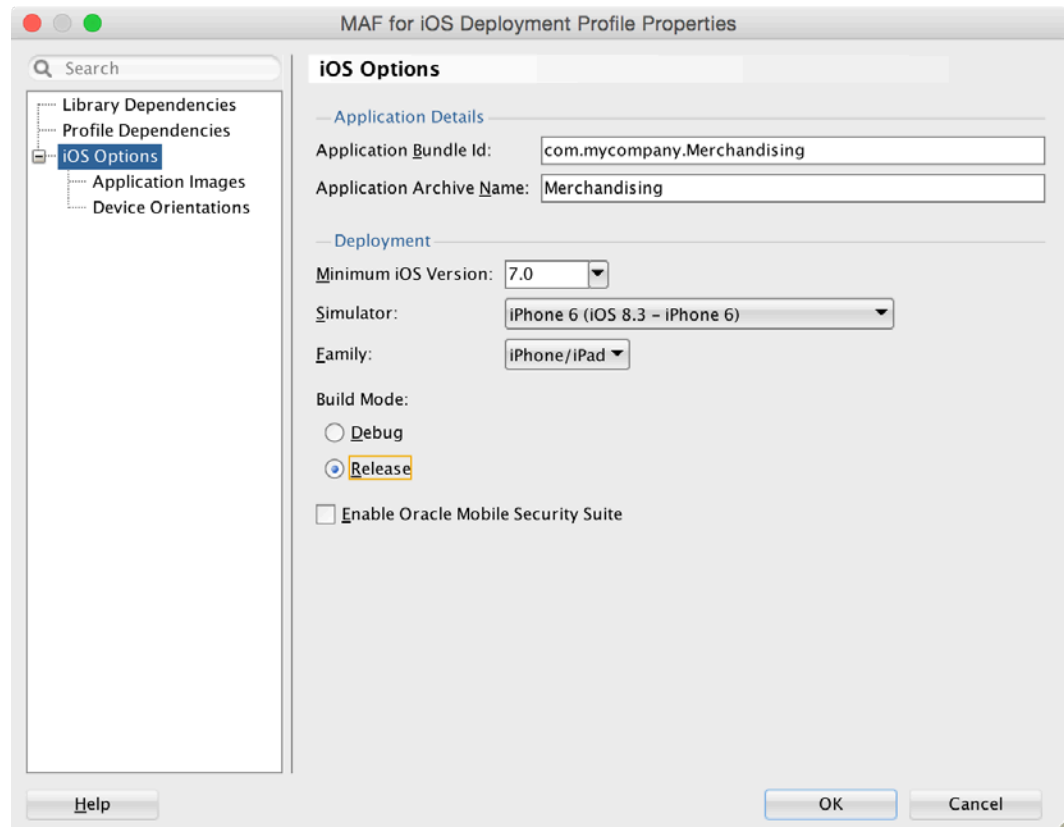 MAF for iOS Deployment Profile Properties
Search
Library Dependencies
Profile Dependencies
iOS Options
Application Images
Device Orientations
iOS Options
Application Details
Application Bundle Id: com.mycompany.Merchandising
Application Archive Name: Merchandising
Deployment
Minimum iOS Version: 7.0
Simulator: iPhone 6 (iOS 8.3 – iPhone 6)
Family: iPhone/iPad
Build Mode:
Debug
Release
Enable Oracle Mobile Security Suite
Help OK Cancel